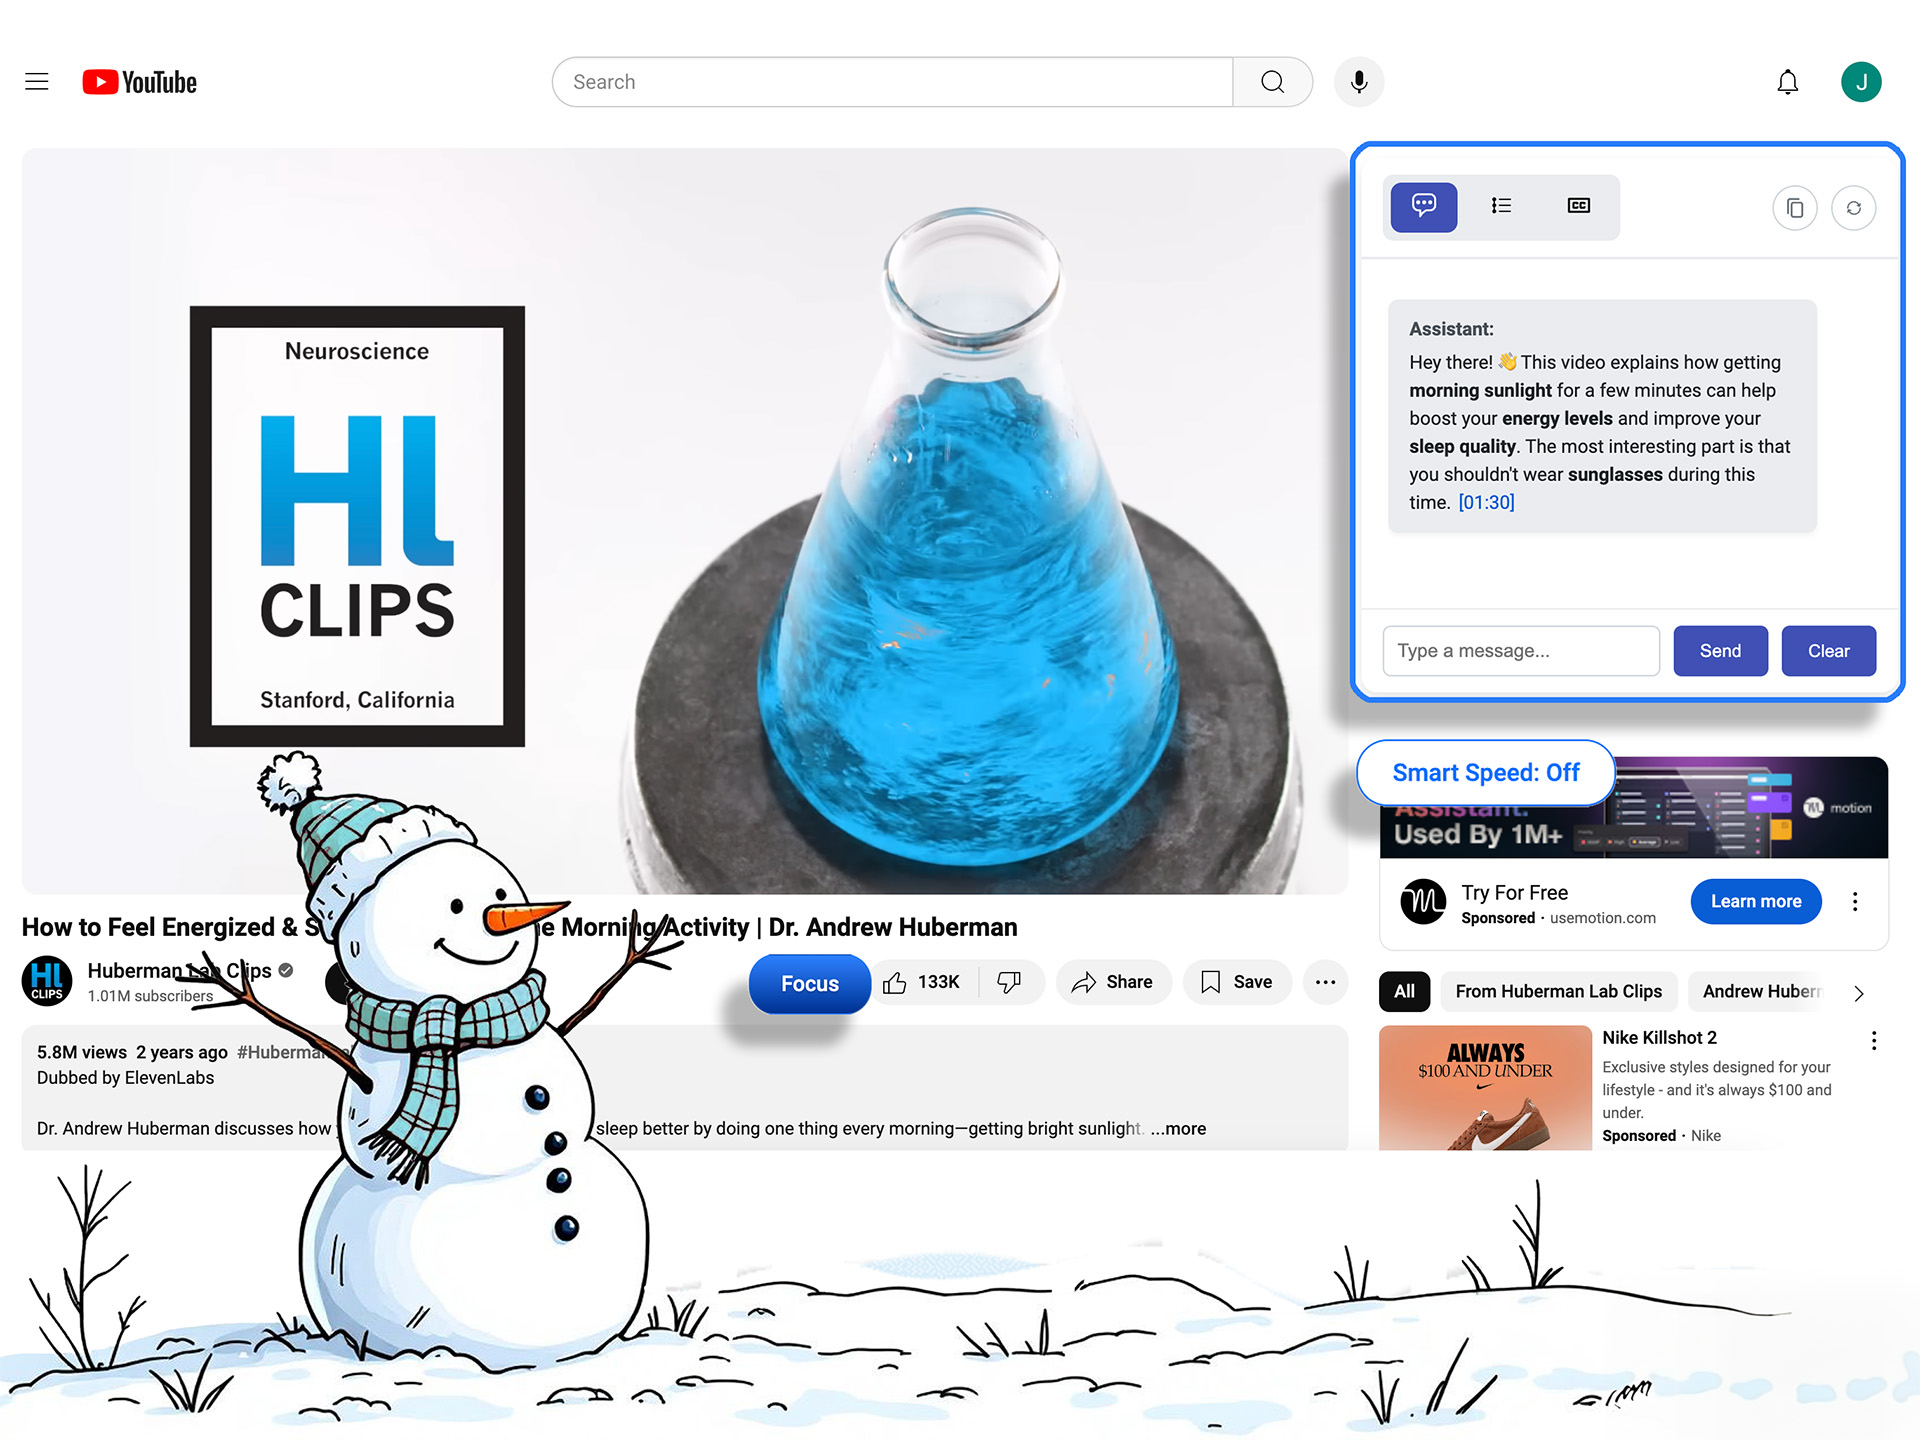 YouTube
Search
J
Neuroscience
Hl
CLIPS
Stanford, California
CC
Assistant:
Hey there! 👋 This video explains how getting
morning sunlight for a few minutes can help
boost your energy levels and improve your
sleep quality. The most interesting part is that
you shouldn't wear sunglasses during this
time. [01:30]
Type a message...
Send
Clear
Smart Speed: Off
Assistant.
Used By 1M+
motion
Try For Free
Sponsored · usemotion.com
Learn more
How to Feel Energized & S
Morning Activity | Dr. Andrew Huberman
Hl
CLIPS
Huberman Lab Clips
1.01M subscribers
Focus
133K
Share
Save
All
From Huberman Lab Clips
Andrew Huberm
5.8M views 2 years ago #Huberman
Dubbed by ElevenLabs
Dr. Andrew Huberman discusses how
sleep better by doing one thing every morning—getting bright sunlight. ...more
ALWAYS
$100 AND UNDER
Nike Killshot 2
Exclusive styles designed for your
lifestyle - and it's always $100 and
under.
Sponsored · Nike